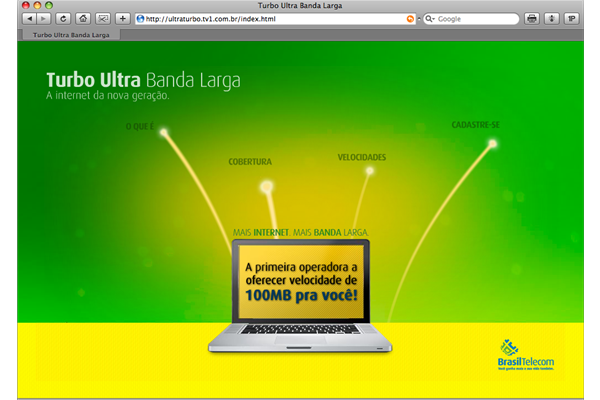 Turbo Ultra Banda Larga
http://ultraturbo.tv1.com.br/index.html
Google
Turbo Ultra Banda Larga
Turbo Ultra Banda Larga
A internet da nova geração.
O QUE É
CADASTRE-SE
COBERTURA
VELOCIDADES
MAIS INTERNET. MAIS BANDA LARGA.
A primeira operadora a
oferecer velocidade de
100MB pra você!
BrasilTelecom